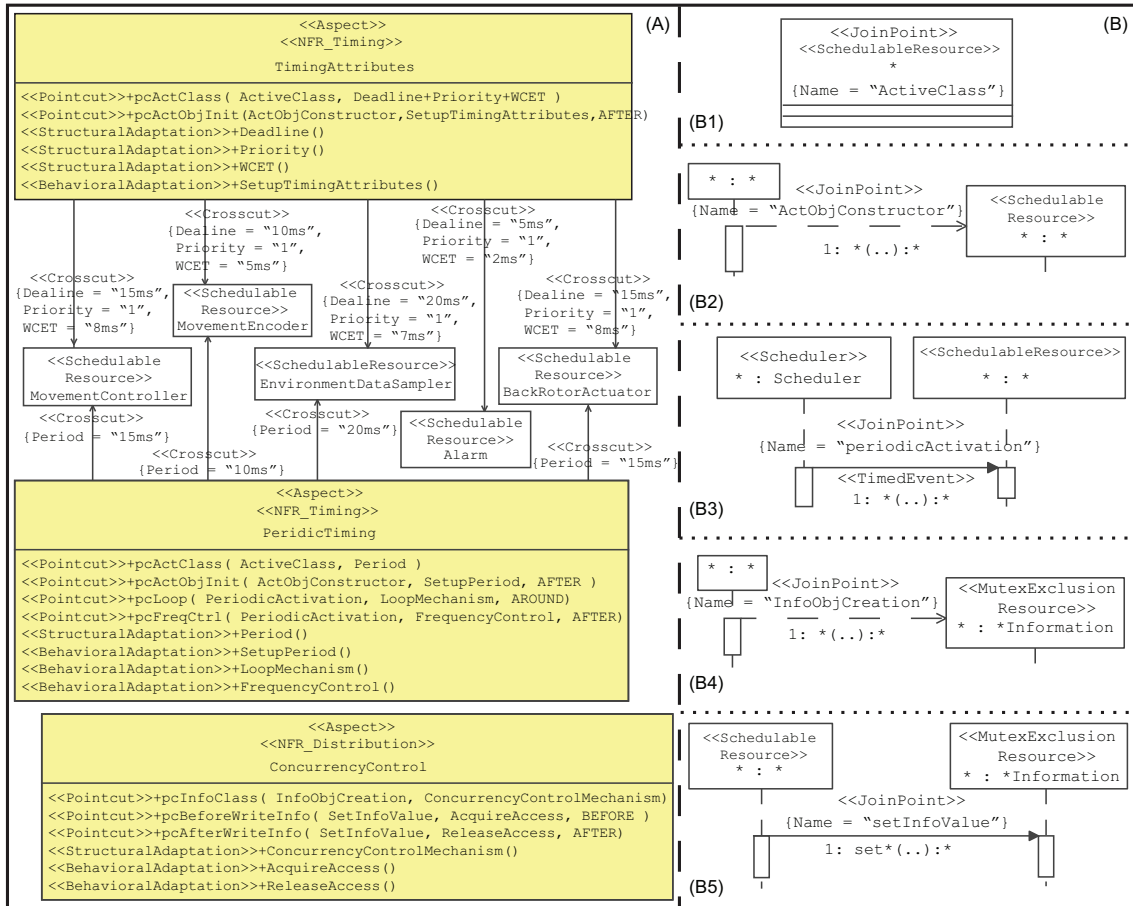 (A)
<<Aspect>>
<<NFR_Timing>>
TimingAttributes
<<Pointcut>>+pcActClass( ActiveClass, Deadline+Priority+WCET )
<<Pointcut>>+pcActObjInit(ActObjConstructor,SetupTimingAttributes,AFTER)
<<StructuralAdaptation>>+Deadline()
<<StructuralAdaptation>>+Priority()
<<StructuralAdaptation>>+WCET()
<<BehavioralAdaptation>>+SetupTimingAttributes()
<<Crosscut>>
{Dealine = “15ms”,
Priority = “1”,
WCET = “8ms”}
<<Crosscut>>
{Dealine = “10ms”,
Priority = “1”,
WCET = “5ms”}
<<Crosscut>>
{Dealine = “20ms”,
Priority = “1”,
WCET = “7ms”}
<<Crosscut>>
{Dealine = “5ms”,
Priority = “1”,
WCET = “2ms”}
<<Crosscut>>
{Dealine = “15ms”,
Priority = “1”,
WCET = “8ms”}
<<Schedulable
Resource>>
MovementEncoder
<<Schedulable
Resource>>
MovementController
<<SchedulableResource>>
EnvironmentDataSampler
<<Schedulable
Resource>>
BackRotorActuator
<<Schedulable
Resource>>
Alarm
<<Crosscut>>
{Period = “15ms”}
<<Crosscut>>
{Period = “10ms”}
<<Crosscut>>
{Period = “20ms”}
<<Crosscut>>
{Period = “15ms”}
<<Aspect>>
<<NFR_Timing>>
PeridicTiming
<<Pointcut>>+pcActClass( ActiveClass, Period )
<<Pointcut>>+pcActObjInit( ActObjConstructor, SetupPeriod, AFTER )
<<Pointcut>>+pcLoop( PeriodicActivation, LoopMechanism, AROUND)
<<Pointcut>>+pcFreqCtrl( PeriodicActivation, FrequencyControl, AFTER)
<<StructuralAdaptation>>+Period()
<<BehavioralAdaptation>>+SetupPeriod()
<<BehavioralAdaptation>>+LoopMechanism()
<<BehavioralAdaptation>>+FrequencyControl()
<<Aspect>>
<<NFR_Distribution>>
ConcurrencyControl
<<Pointcut>>+pcInfoClass( InfoObjCreation, ConcurrencyControlMechanism)
<<Pointcut>>+pcBeforeWriteInfo( SetInfoValue, AcquireAccess, BEFORE )
<<Pointcut>>+pcAfterWriteInfo( SetInfoValue, ReleaseAccess, AFTER)
<<StructuralAdaptation>>+ConcurrencyControlMechanism()
<<BehavioralAdaptation>>+AcquireAccess()
<<BehavioralAdaptation>>+ReleaseAccess()
(B)
<<JoinPoint>>
<<SchedulableResource>>
*
{Name = “ActiveClass”}
(B1)
* : *
<<JoinPoint>>
{Name = “ActObjConstructor”}
1: *(..):*
<<Schedulable
Resource>>
* : *
(B2)
<<Scheduler>>
* : Scheduler
<<SchedulableResource>>
* : *
<<JoinPoint>>
{Name = “periodicActivation”}
<<TimedEvent>>
1: *(..):*
(B3)
* : *
<<JoinPoint>>
{Name = “InfoObjCreation”}
1: *(..):*
<<MutexExclusion
Resource>>
* : *Information
(B4)
<<Schedulable
Resource>>
* : *
<<MutexExclusion
Resource>>
* : *Information
<<JoinPoint>>
{Name = “setInfoValue”}
1: set*(..):*
(B5)